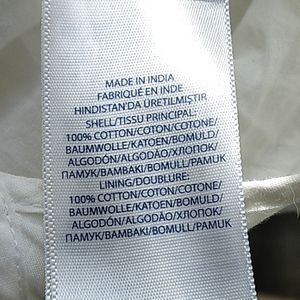 MADE IN INDIA
FABRIQUÉ EN INDE
HINDISTAN'DA ÜRETILMIŞTIR
SHELL/TISSU PRINCIPAL:
100% COTTON/COTON/COTONE/
BAUMWOLLE/KATOEN/BOMULD/
ALGODÓN/ALGODÃO/ХЛОПОК/
ПАМУК/BAMBAKI/BOMULL/PAMUK
LINING/DOUBLURE:
100% COTTON/COTON/COTONE/
BAUMWOLLE/KATOEN/BOMULD/
ALGODÓN/ALGODÃO/ХЛОПОК/
ПАМУК/BAMBAKI/BOMULL/PAMUK